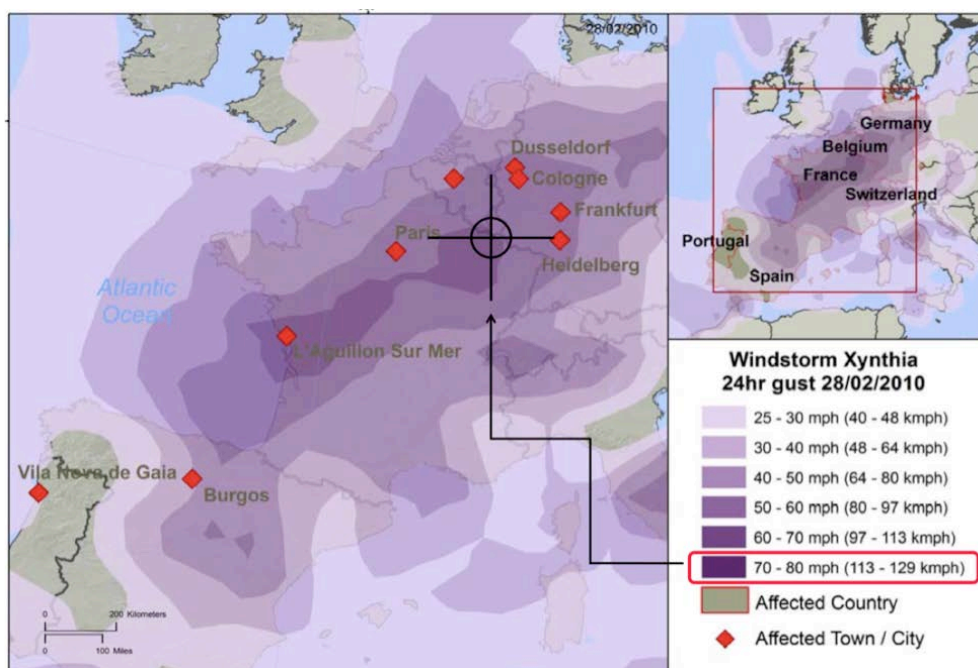 28/02/2010
Dusseldorf
Cologne
Frankfurt
Paris
Heidelberg
Atlantic
Ocean
L'Aguillon Sur Mer
Vila Nova de Gaia
Burgos
0 200 Kilometers
0 100 Miles
Germany
Belgium
France
Switzerland
Portugal
Spain
Windstorm Xynthia
24hr gust 28/02/2010
25 - 30 mph (40 - 48 kmph)
30 - 40 mph (48 - 64 kmph)
40 - 50 mph (64 - 80 kmph)
50 - 60 mph (80 - 97 kmph)
60 - 70 mph (97 - 113 kmph)
70 - 80 mph (113 - 129 kmph)
Affected Country
Affected Town / City